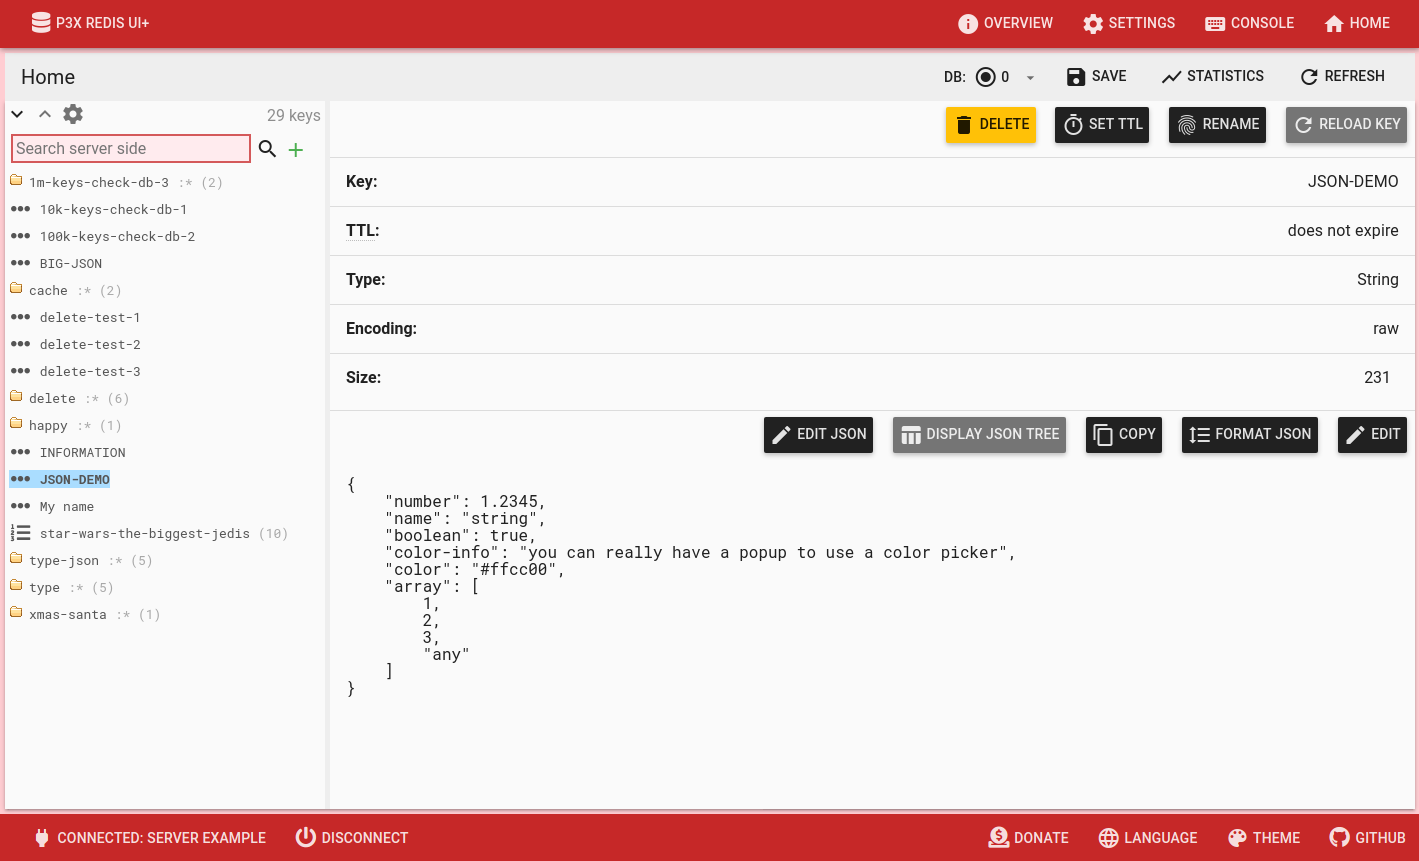 P3X REDIS UI+ OVERVIEW SETTINGS CONSOLE HOME
Home DB: 0 SAVE STATISTICS REFRESH
29 keys
Search server side
1m-keys-check-db-3 :* (2)
10k-keys-check-db-1
100k-keys-check-db-2
BIG-JSON
cache :* (2)
delete-test-1
delete-test-2
delete-test-3
delete :* (6)
happy :* (1)
INFORMATION
JSON-DEMO
My name
star-wars-the-biggest-jedis (10)
type-json :* (5)
type :* (5)
xmas-santa :* (1)
DELETE SET TTL RENAME RELOAD KEY
Key: JSON-DEMO
TTL: does not expire
Type: String
Encoding: raw
Size: 231
EDIT JSON DISPLAY JSON TREE COPY FORMAT JSON EDIT
{
"number": 1.2345,
"name": "string",
"boolean": true,
"color-info": "you can really have a popup to use a color picker",
"color": "#ffcc00",
"array": [
1,
2,
3,
"any"
]
}
CONNECTED: SERVER EXAMPLE DISCONNECT DONATE LANGUAGE THEME GITHUB